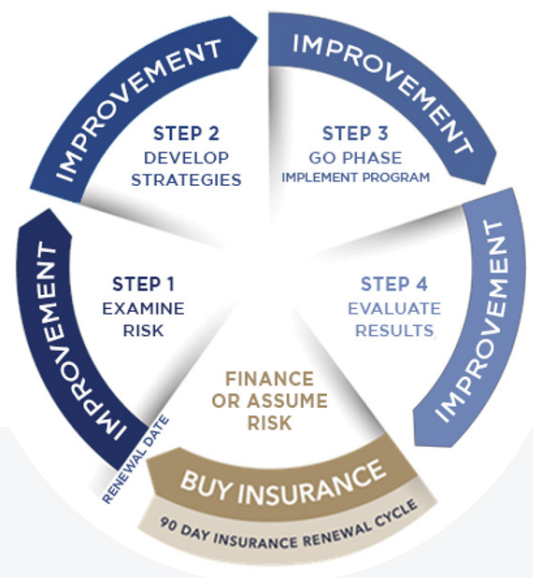 IMPROVEMENT
STEP 1
EXAMINE
RISK
IMPROVEMENT
STEP 2
DEVELOP
STRATEGIES
IMPROVEMENT
STEP 3
GO PHASE
IMPLEMENT PROGRAM
IMPROVEMENT
STEP 4
EVALUATE
RESULTS
FINANCE
OR ASSUME
RISK
BUY INSURANCE
90 DAY INSURANCE RENEWAL CYCLE
RENEWAL DATE